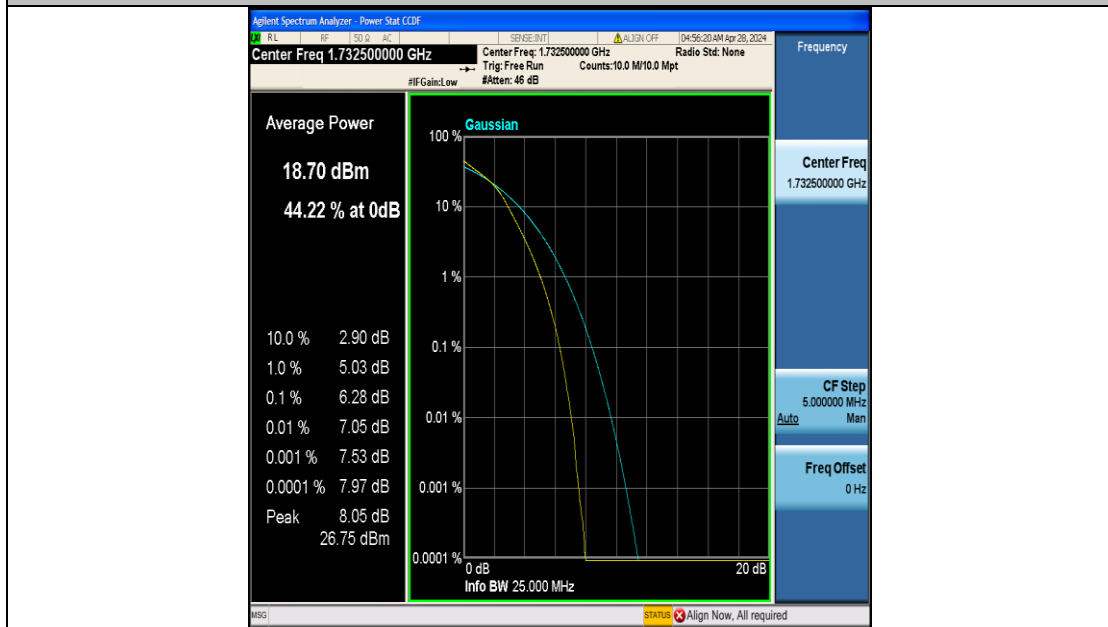 Agilent Spectrum Analyzer - Power Stat CCDF
LXI RL RF 50 Ω AC SENSE:INT ALIGN OFF 04:56:20 AM Apr 28, 2024
Center Freq 1.732500000 GHz
Center Freq: 1.732500000 GHz Radio Std: None
Trig: Free Run Counts:10.0 M/10.0 Mpt
#IFGain:Low #Atten: 46 dB
Frequency
Average Power
18.70 dBm
44.22 % at 0dB
10.0 % 2.90 dB
1.0 % 5.03 dB
0.1 % 6.28 dB
0.01 % 7.05 dB
0.001 % 7.53 dB
0.0001 % 7.97 dB
Peak 8.05 dB
26.75 dBm
Gaussian
100 %
10 %
1 %
0.1 %
0.01 %
0.001 %
0.0001 %
0 dB 20 dB
Info BW 25.000 MHz
Center Freq
1.732500000 GHz
CF Step
5.000000 MHz
Auto Man
Freq Offset
0 Hz
MSG STATUS Align Now, All required